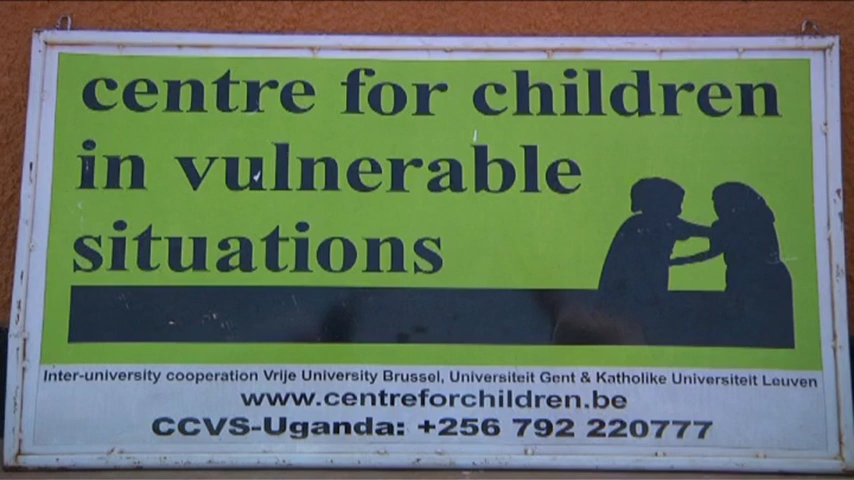 centre for children
in vulnerable
situations
Inter-university cooperation Vrije University Brussel, Universiteit Gent & Katholike Universiteit Leuven
www.centreforchildren.be
CCVS-Uganda: +256 792 220777